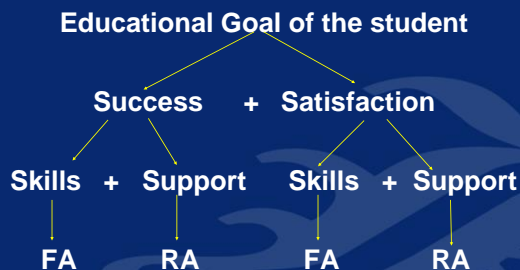 Educational Goal of the student
Success + Satisfaction
Skills + Support Skills + Support
FA RA FA RA